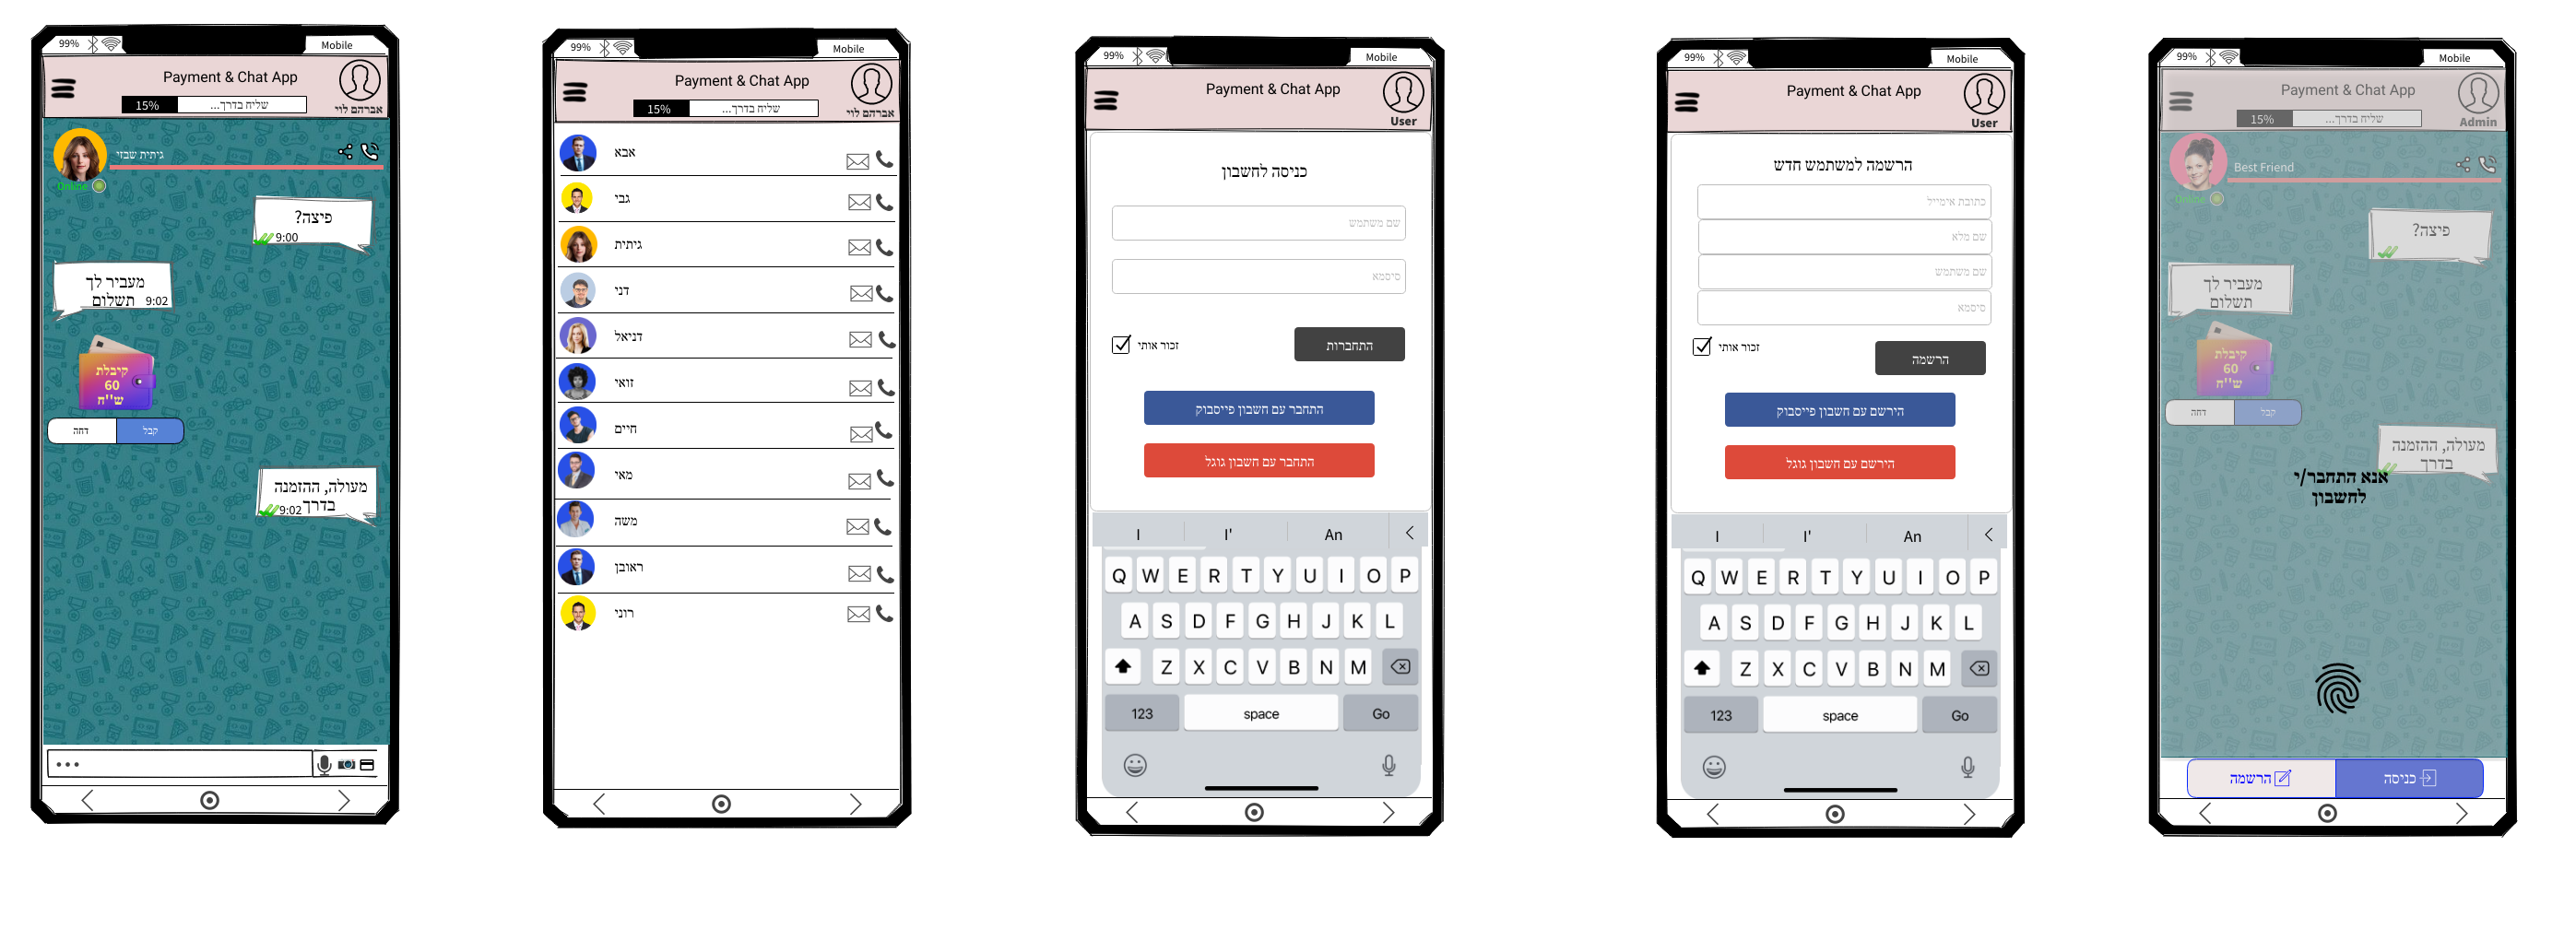 99%
Mobile
Payment & Chat App
15%
שליח בדרך...
אברהם לוי
גיתית שבזי
Online
פיצה?
9:00
מעביר לך
תשלום
9:02
קיבלת
60
ש''ח
דחה
קבל
מעולה, ההזמנה
בדרך
9:02
99%
Mobile
Payment & Chat App
15%
שליח בדרך...
אברהם לוי
אבא
גבי
גיתית
דני
דניאל
זואי
חיים
מאי
משה
ראובן
רוני
99%
Mobile
Payment & Chat App
User
כניסה לחשבון
שם משתמש
סיסמא
זכור אותי
התחברות
התחבר עם חשבון פייסבוק
התחבר עם חשבון גוגל
I
I'
An
Q W E R T Y U I O P
A S D F G H J K L
Z X C V B N M
123
space
Go
99%
Mobile
Payment & Chat App
User
הרשמה למשתמש חדש
כתובת אימייל
שם מלא
שם משתמש
סיסמא
זכור אותי
הרשמה
הירשם עם חשבון פייסבוק
הירשם עם חשבון גוגל
I
I'
An
Q W E R T Y U I O P
A S D F G H J K L
Z X C V B N M
123
space
Go
99%
Mobile
Payment & Chat App
15%
שליח בדרך...
Admin
Best Friend
Online
פיצה?
מעביר לך
תשלום
קיבלת
60
ש''ח
דחה
קבל
מעולה, ההזמנה
בדרך
אנא התחבר/י
לחשבון
הרשמה
כניסה